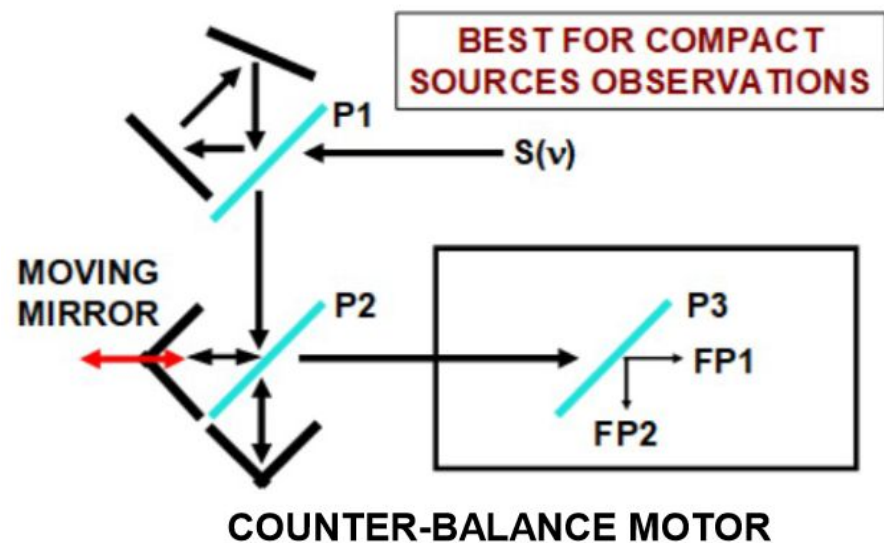 BEST FOR COMPACT
SOURCES OBSERVATIONS
P1
S(ν)
MOVING
MIRROR
P2
P3
FP1
FP2
COUNTER-BALANCE MOTOR